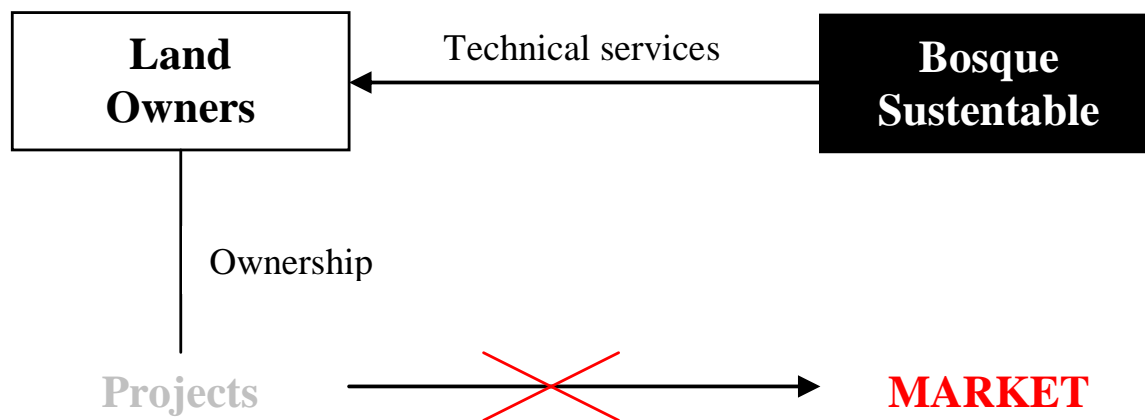 Land
Owners
Technical services
Bosque
Sustentable
Ownership
Projects
MARKET